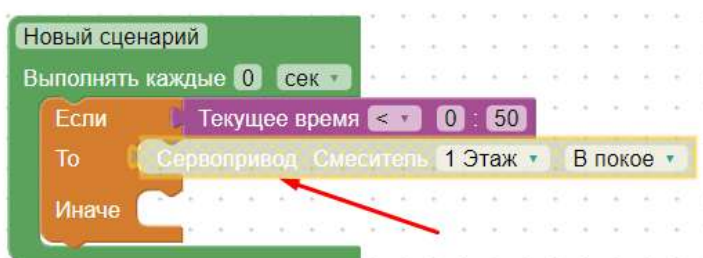 Новый сценарий
Выполнять каждые 0 сек
Если Текущее время < 0 : 50
То Сервопривод Смеситель 1 Этаж В покое
Иначе